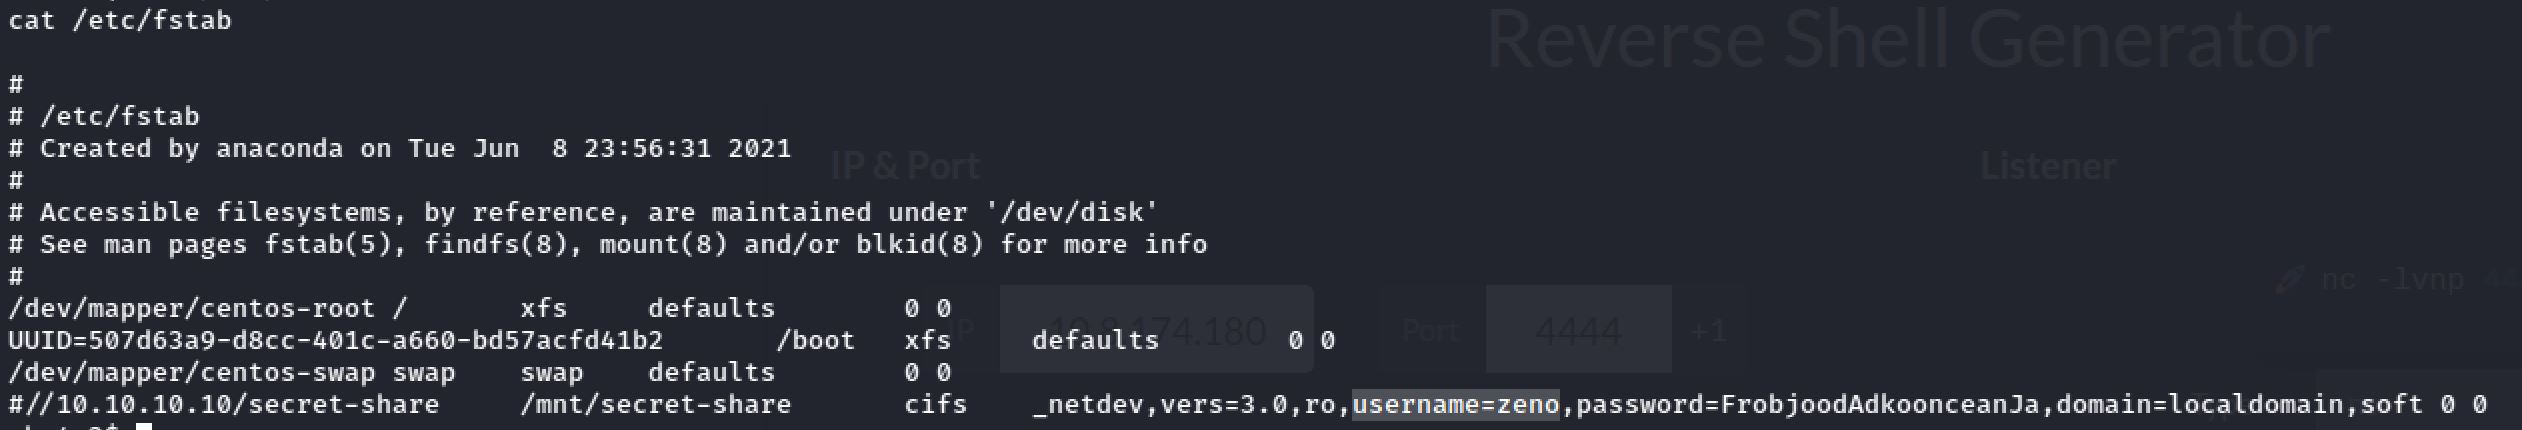 cat /etc/fstab
Reverse Shell Generator
#
# /etc/fstab
# Created by anaconda on Tue Jun  8 23:56:31 2021
IP & Port
Listener
#
# Accessible filesystems, by reference, are maintained under '/dev/disk'
# See man pages fstab(5), findfs(8), mount(8) and/or blkid(8) for more info
#
nc -lvnp 44
/dev/mapper/centos-root /       xfs     defaults        0 0
UUID=507d63a9-d8cc-401c-a660-bd57acfd41b2       /boot   xfs     defaults        0 0
IP
Port 4444 +1
/dev/mapper/centos-swap swap    swap    defaults        0 0
#//10.10.10.10/secret-share     /mnt/secret-share       cifs    _netdev,vers=3.0,ro,username=zeno,password=FrobjoodAdkoonceanJa,domain=localdomain,soft 0 0